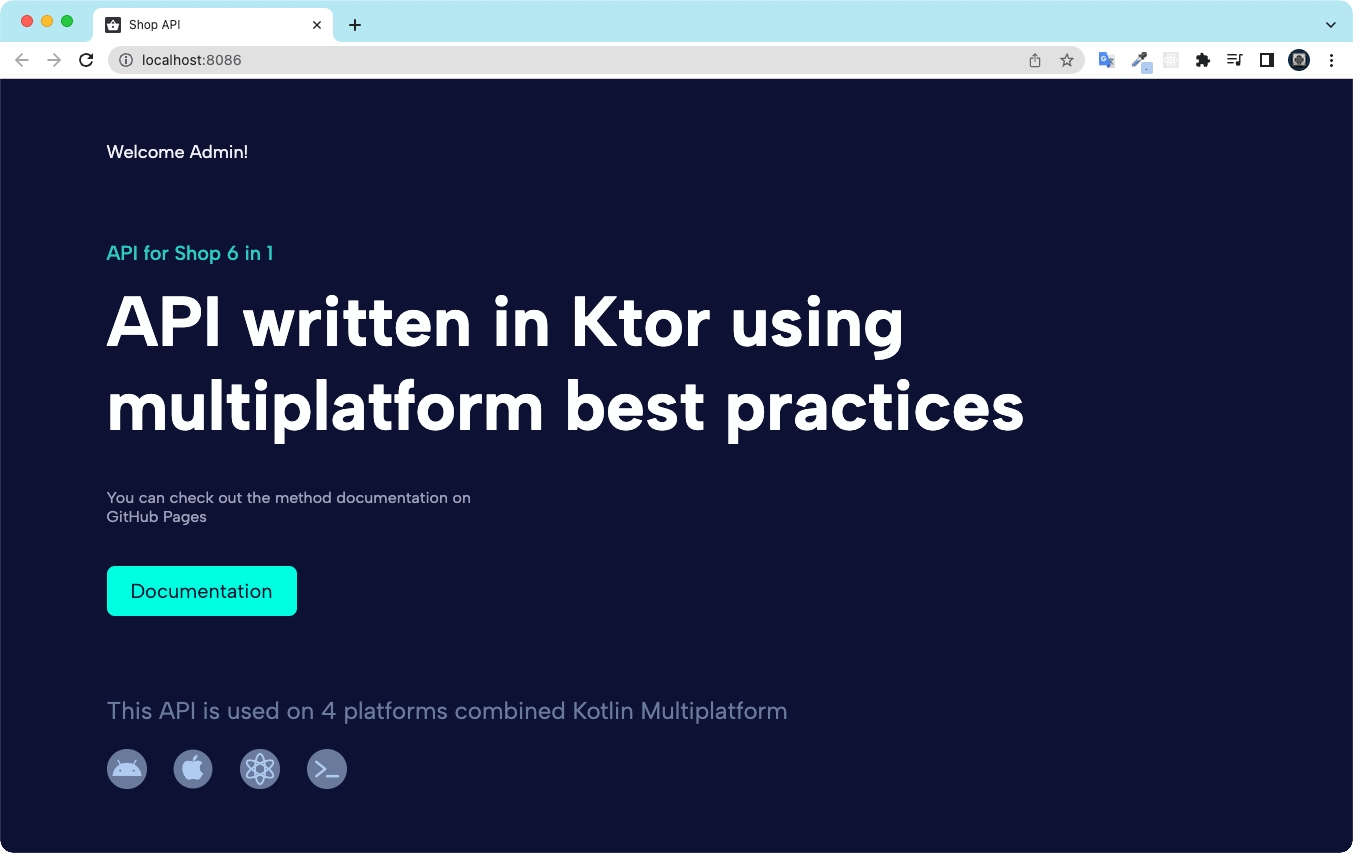 Shop API
localhost:8086
Welcome Admin!
API for Shop 6 in 1
API written in Ktor using
multiplatform best practices
You can check out the method documentation on
GitHub Pages
Documentation
This API is used on 4 platforms combined Kotlin Multiplatform